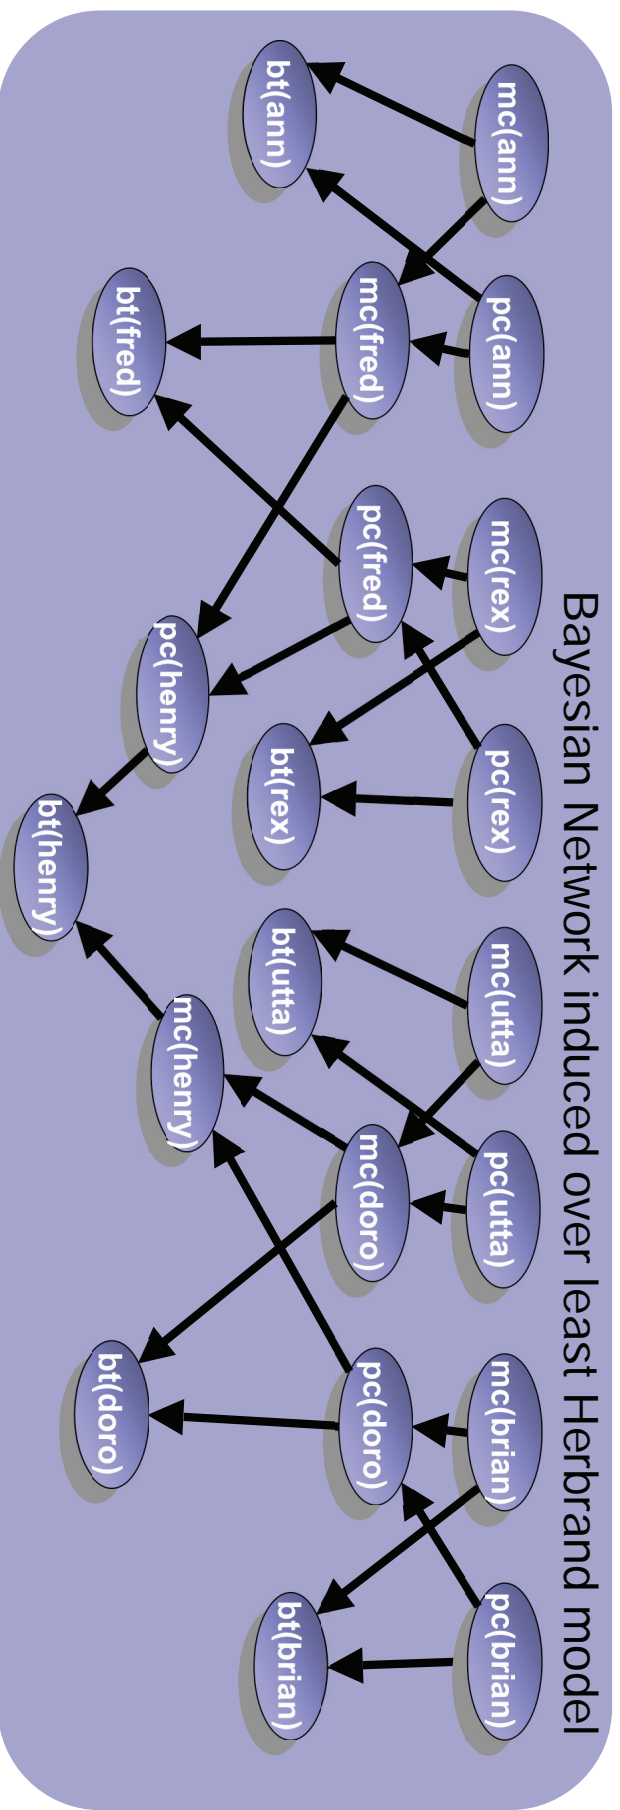 Bayesian Network induced over least Herbrand model
mc(ann)
pc(ann)
mc(rex)
pc(rex)
mc(utta)
pc(utta)
mc(brian)
pc(brian)
bt(ann)
mc(fred)
pc(fred)
bt(rex)
bt(utta)
mc(doro)
pc(doro)
bt(brian)
bt(fred)
pc(henry)
mc(henry)
bt(doro)
bt(henry)